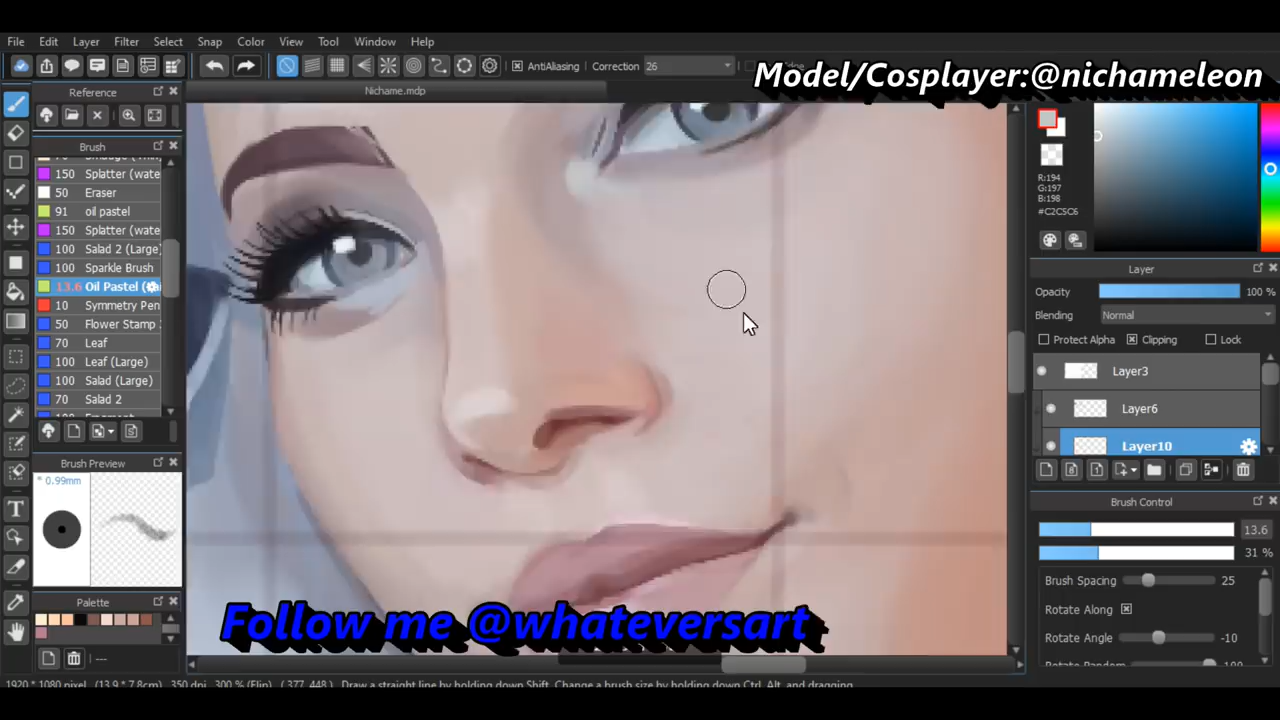 File Edit Layer Filter Select Snap Color View Tool Window Help
AntiAliasing Correction 26
Model/Cosplayer:@nichameleon
Reference
Nichame.mdp
Brush
150 Splatter (wate
50 Eraser
91 oil pastel
150 Splatter (wate
100 Salad 2 (Large)
100 Sparkle Brush
13.6 Oil Pastel (
10 Symmetry Pen
50 Flower Stamp
70 Leaf
100 Leaf (Large)
100 Salad (Large)
70 Salad 2
Brush Preview
* 0.99mm
Palette
---
R:194
G:197
B:198
#C2C5C6
Layer
Opacity 100 %
Blending Normal
Protect Alpha Clipping Lock
Layer3
Layer6
Layer10
Brush Control
13.6
31 %
Brush Spacing 25
Rotate Along
Rotate Angle -10
Rotate Random 100
Follow me @whateversart
1920 * 1080 pixel (13.9 * 7.8cm) 350 dpi 300 % (Flip) ( 377, 448 ) Draw a straight line by holding down Shift, Change a brush size by holding down Ctrl, Alt, and dragging